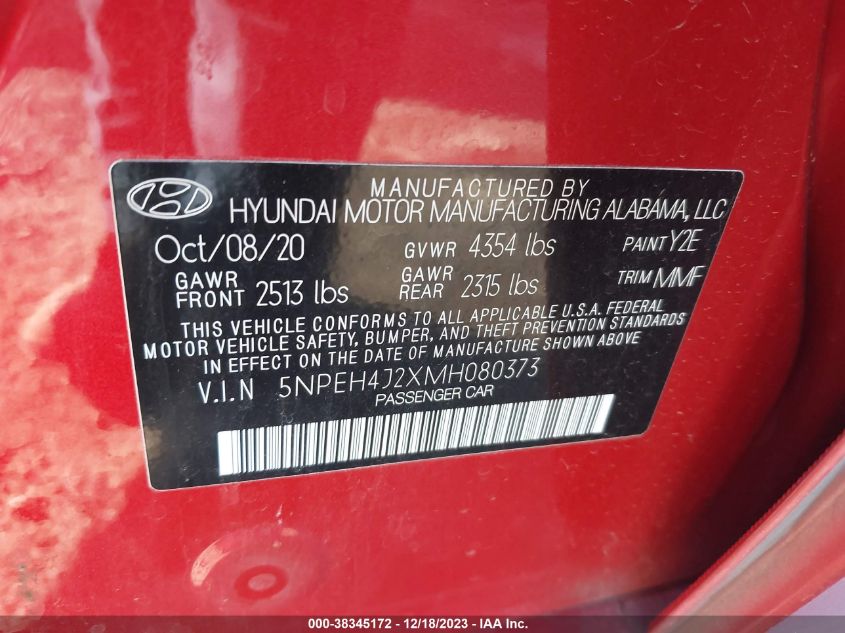 MANUFACTURED BY
HYUNDAI MOTOR MANUFACTURING ALABAMA, LLC
Oct/08/20 GVWR 4354 lbs PAINT Y2E
GAWR FRONT 2513 lbs GAWR REAR 2315 lbs TRIM MMF
THIS VEHICLE CONFORMS TO ALL APPLICABLE U.S.A. FEDERAL
MOTOR VEHICLE SAFETY, BUMPER, AND THEFT PREVENTION STANDARDS
IN EFFECT ON THE DATE OF MANUFACTURE SHOWN ABOVE
V.I.N 5NPEH4J2XMH080373
PASSENGER CAR
000-38345172 - 12/18/2023 - IAA Inc.